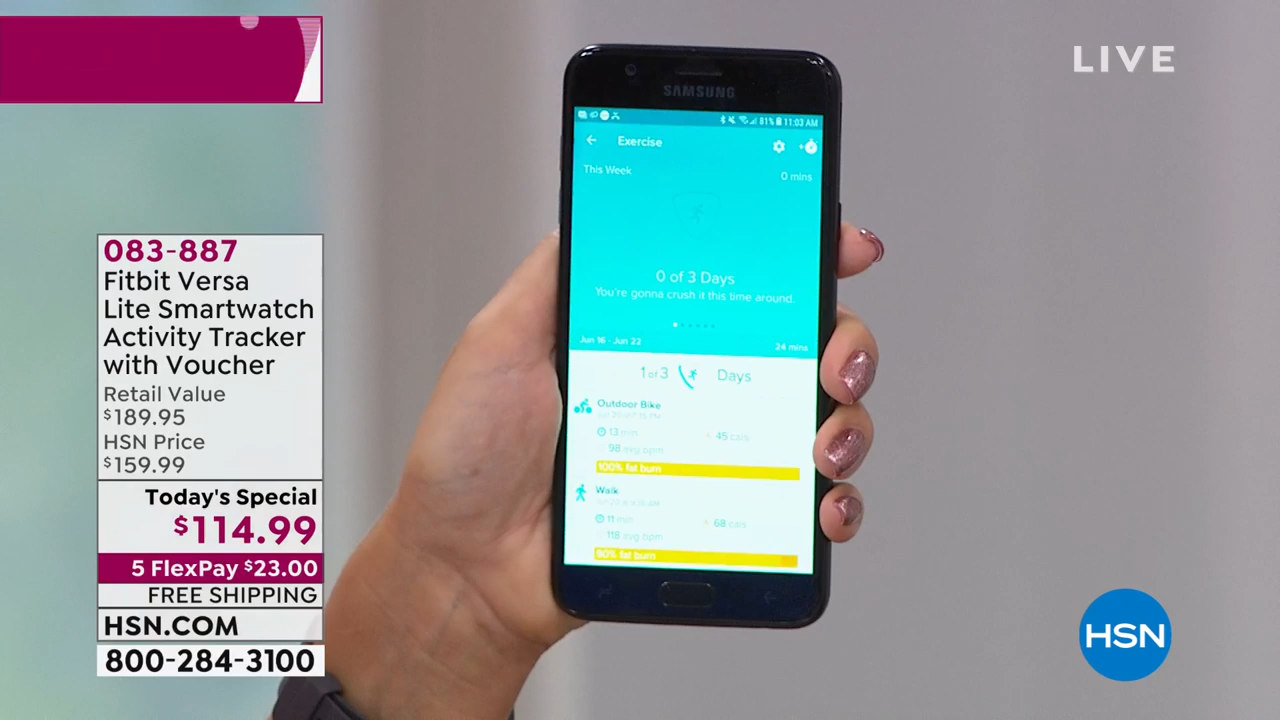 083-887
Fitbit Versa
Lite Smartwatch
Activity Tracker
with Voucher
Retail Value
$189.95
HSN Price
$159.99
Today's Special
$114.99
5 FlexPay $23.00
FREE SHIPPING
HSN.COM
800-284-3100
LIVE
SAMSUNG
81% 11:03 AM
Exercise
This Week
0 mins
0 of 3 Days
You're gonna crush it this time around.
Jun 16 - Jun 22
24 mins
1 of 3 Days
Outdoor Bike
13 min
45 cals
98 avg bpm
100% fat burn
Walk
11 min
68 cals
118 avg bpm
90% fat burn
HSN